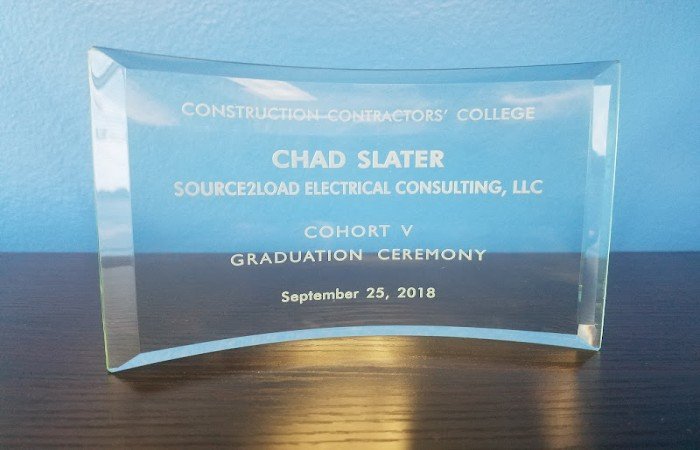 CONSTRUCTION CONTRACTORS' COLLEGE
CHAD SLATER
SOURCE2LOAD ELECTRICAL CONSULTING, LLC
COHORT V
GRADUATION CEREMONY
September 25, 2018